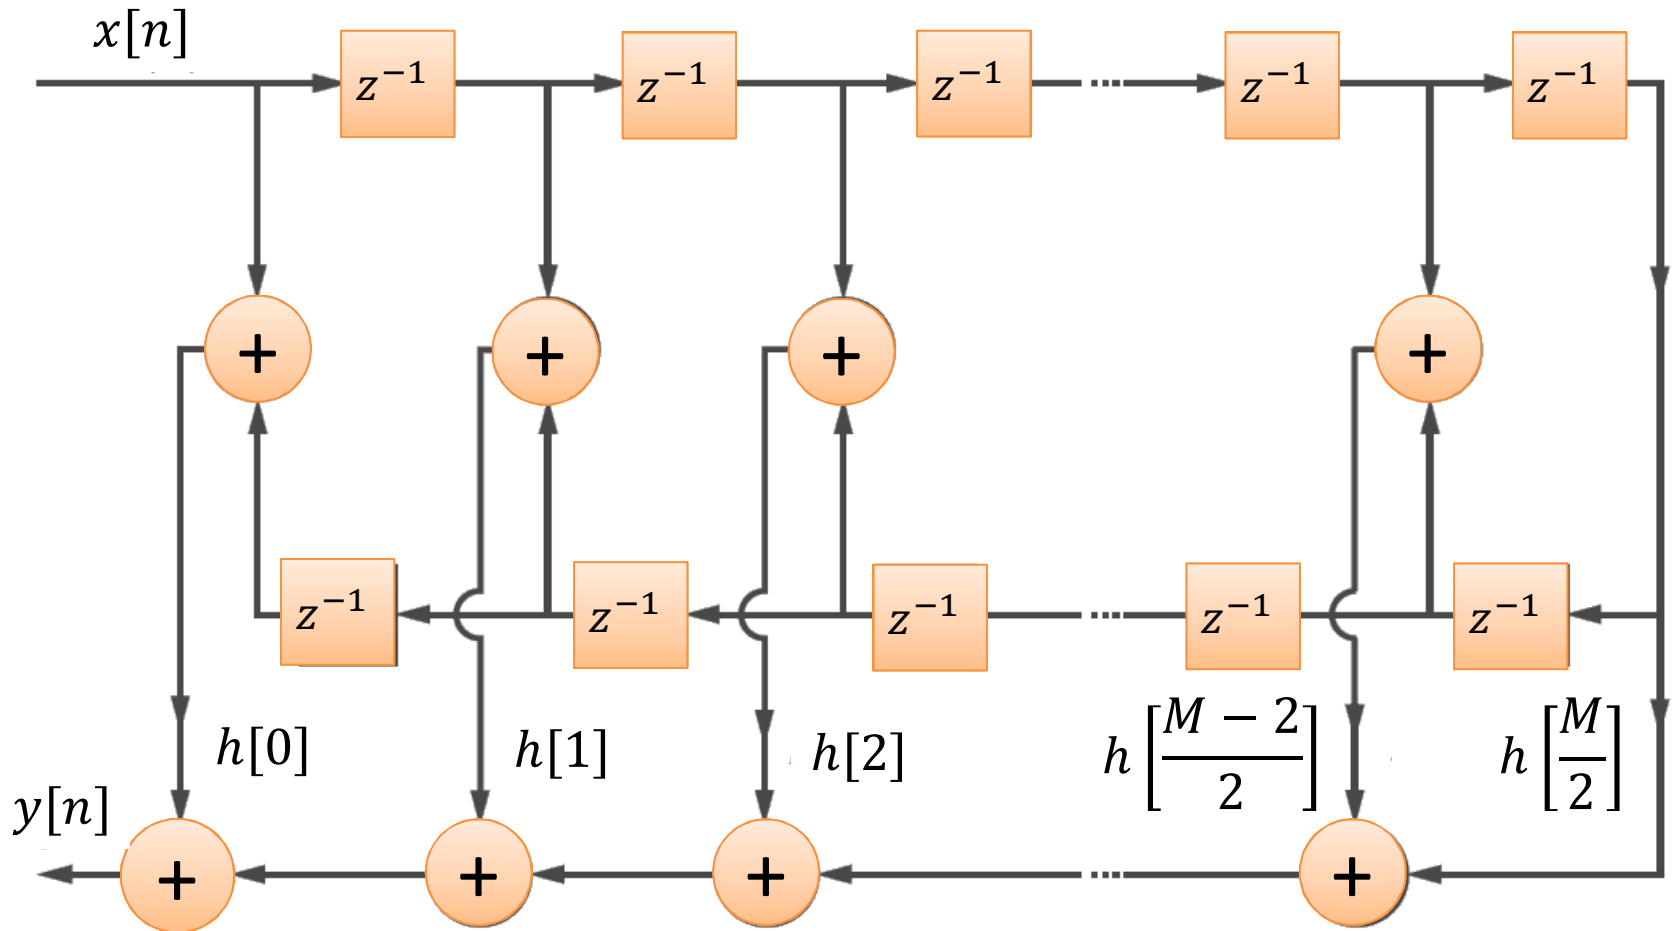 x[n]
z⁻¹ z⁻¹ z⁻¹ z⁻¹ z⁻¹
+ + + +
z⁻¹ z⁻¹ z⁻¹ z⁻¹ z⁻¹
h[0] h[1] h[2] h[(M − 2)/2] h[M/2]
y[n]
+ + + +